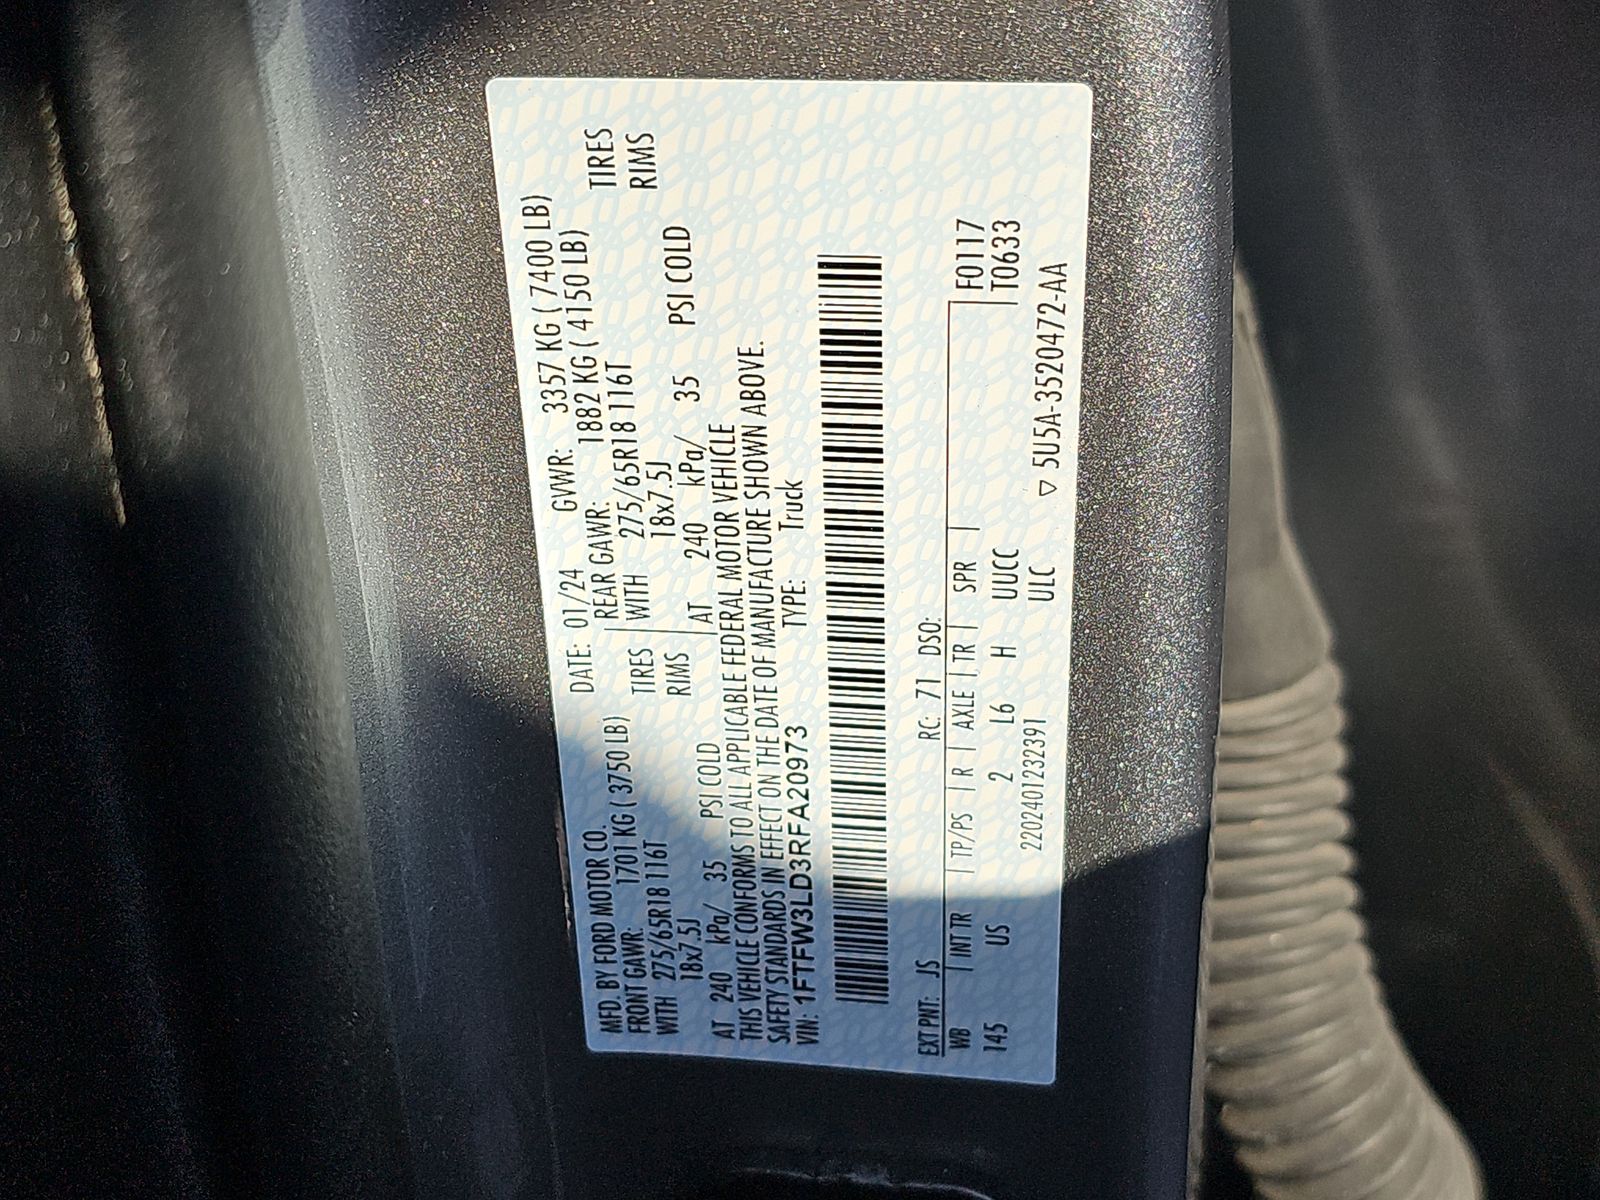 MFD. BY FORD MOTOR CO. DATE: 01/24 GVWR: 3357 KG ( 7400 LB)
FRONT GAWR: 1701 KG ( 3750 LB) REAR GAWR: 1882 KG ( 4150 LB)
WITH 275/65R18 116T TIRES WITH 275/65R18 116T TIRES
18x7.5J RIMS 18x7.5J RIMS
AT 240 kPa/ 35 PSI COLD AT 240 kPa/ 35 PSI COLD
THIS VEHICLE CONFORMS TO ALL APPLICABLE FEDERAL MOTOR VEHICLE
SAFETY STANDARDS IN EFFECT ON THE DATE OF MANUFACTURE SHOWN ABOVE.
VIN: 1FTFW3LD3RFA20973 TYPE: Truck
EXT PNT: JS RC: 71 DSO:
WB | INT TR | TP/PS | R | AXLE | TR | SPR | F0117
145 US 2 L6 H UUCC T0633
22024012323391 ULC ▽ 5U5A-3520472-AA